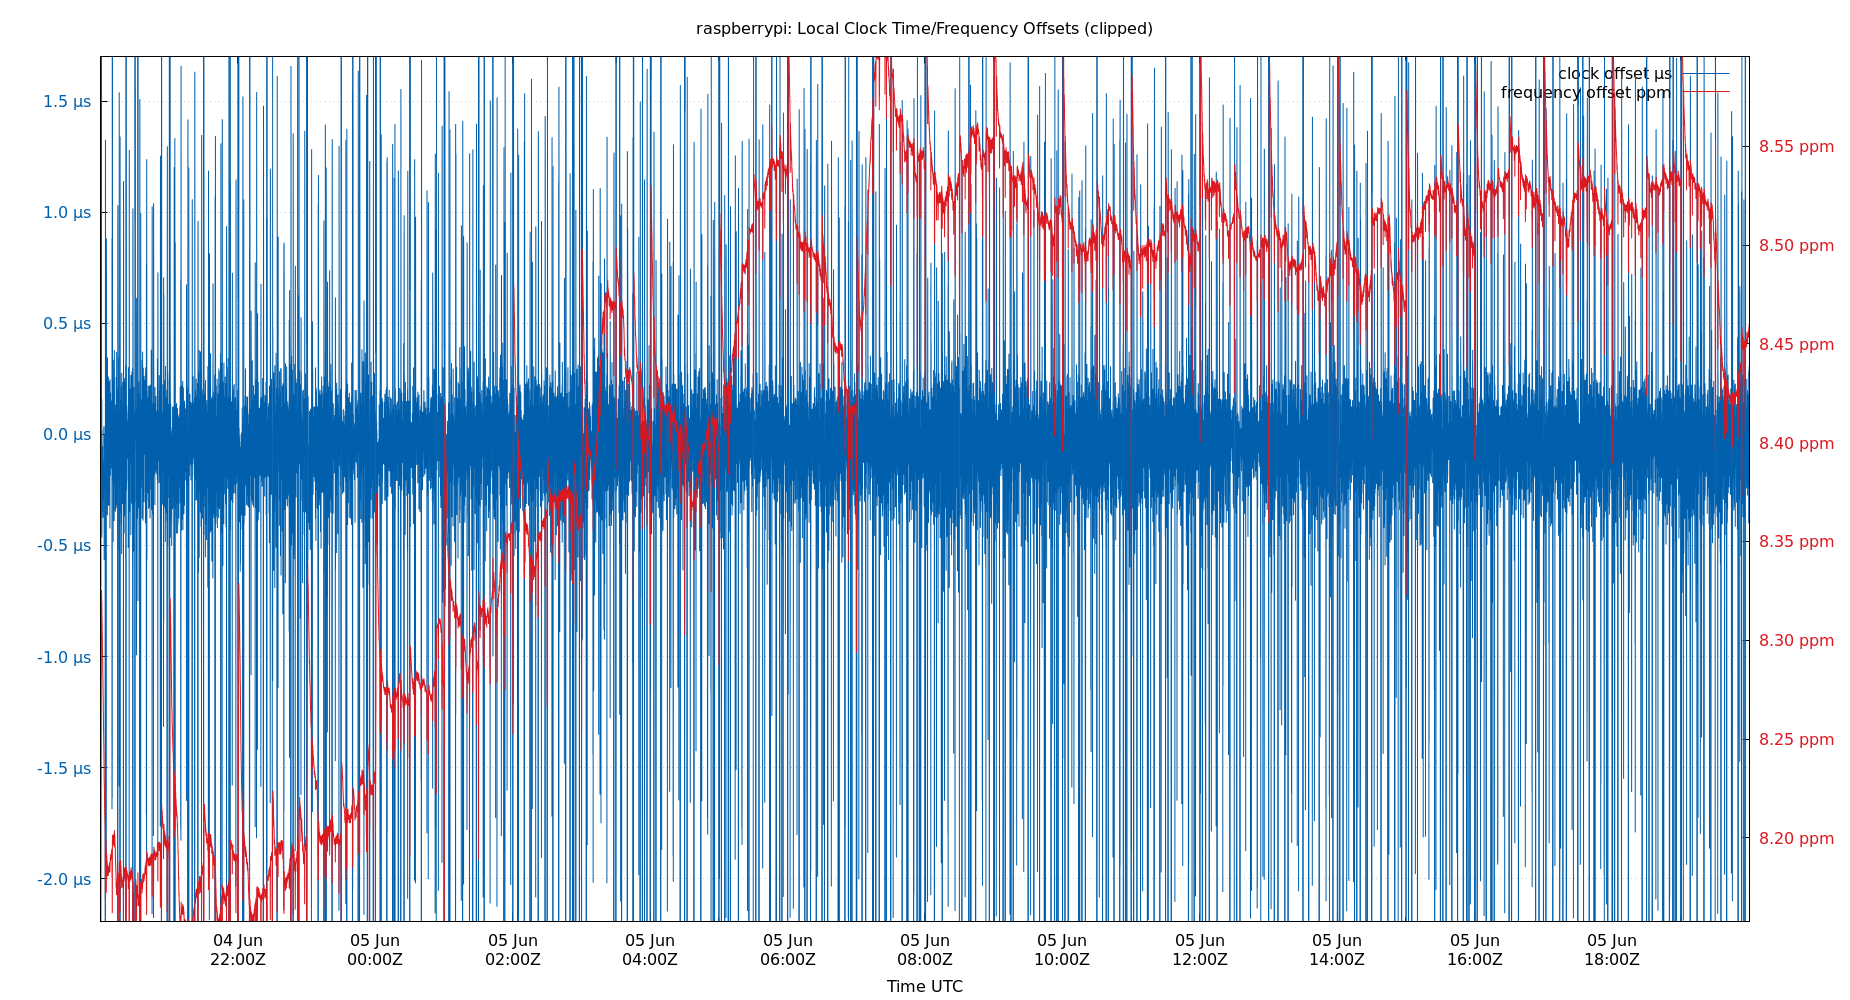 raspberrypi: Local Clock Time/Frequency Offsets (clipped)
clock offset µs
frequency offset ppm
1.5 µs
1.0 µs
0.5 µs
0.0 µs
-0.5 µs
-1.0 µs
-1.5 µs
-2.0 µs
8.55 ppm
8.50 ppm
8.45 ppm
8.40 ppm
8.35 ppm
8.30 ppm
8.25 ppm
8.20 ppm
04 Jun
22:00Z
05 Jun
00:00Z
05 Jun
02:00Z
05 Jun
04:00Z
05 Jun
06:00Z
05 Jun
08:00Z
05 Jun
10:00Z
05 Jun
12:00Z
05 Jun
14:00Z
05 Jun
16:00Z
05 Jun
18:00Z
Time UTC